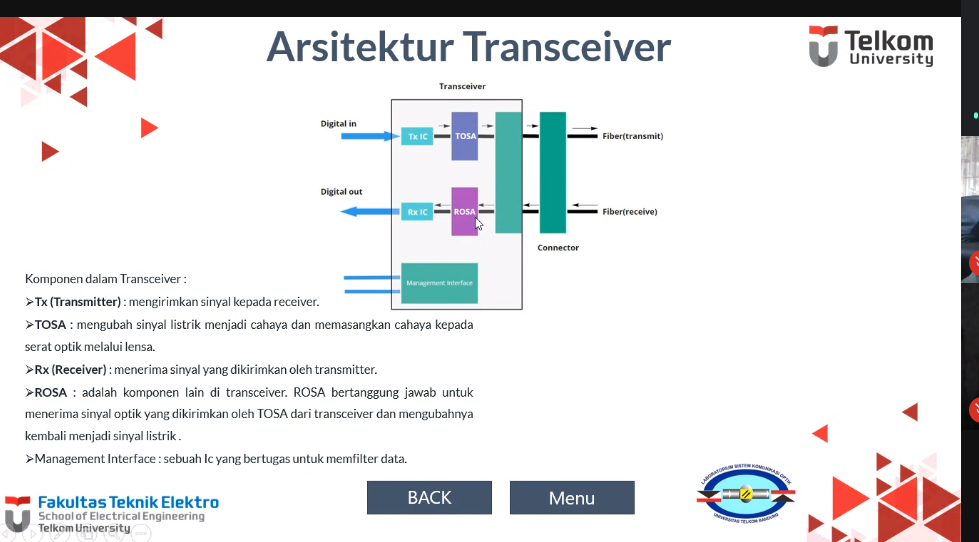 Arsitektur Transceiver
Telkom
University
Transceiver
Digital in
Tx IC
TOSA
Fiber(transmit)
Digital out
Rx IC
ROSA
Fiber(receive)
Connector
Management Interface
Komponen dalam Transceiver :
➢Tx (Transmitter) : mengirimkan sinyal kepada receiver.
➢TOSA : mengubah sinyal listrik menjadi cahaya dan memasangkan cahaya kepada
serat optik melalui lensa.
➢Rx (Receiver) : menerima sinyal yang dikirimkan oleh transmitter.
➢ROSA : adalah komponen lain di transceiver. ROSA bertanggung jawab untuk
menerima sinyal optik yang dikirimkan oleh TOSA dari transceiver dan mengubahnya
kembali menjadi sinyal listrik .
➢Management Interface : sebuah Ic yang bertugas untuk memfilter data.
BACK
Menu
LABORATORIUM SISTEM KOMUNIKASI OPTIK
UNIVERSITAS TELKOM BANDUNG
Fakultas Teknik Elektro
School of Electrical Engineering
Telkom University